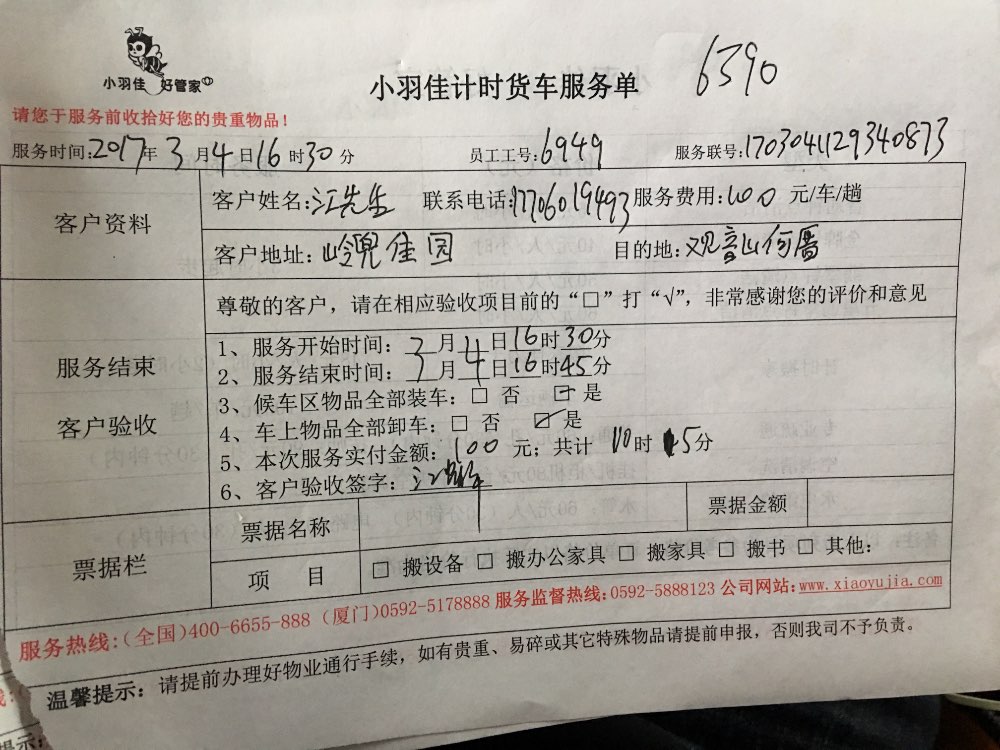 小羽佳 好管家
小羽佳计时货车服务单
6390
请您于服务前收拾好您的贵重物品！
服务时间:2017年 3月4日16时30分 员工工号:6949 服务联号:1703041129340873
客户资料
客户姓名:江先生 联系电话:17706019493 服务费用:100 元/车/趟
客户地址:岭兜佳园 目的地:观音山何厝
服务结束
客户验收
尊敬的客户，请在相应验收项目前的“□”打“√”，非常感谢您的评价和意见
1、服务开始时间: 3月4日16时30分
2、服务结束时间: 3月4日16时45分
3、候车区物品全部装车: □ 否 ☑ 是
4、车上物品全部卸车: □ 否 ☑ 是
5、本次服务实付金额: 100 元; 共计 时 15分
6、客户验收签字:
票据栏
票据名称 票据金额
项 目 □ 搬设备 □ 搬办公家具 □ 搬家具 □ 搬书 □ 其他:
服务热线:(全国)400-6655-888 (厦门)0592-5178888 服务监督热线:0592-5888123 公司网站:www.xiaoyujia.com
温馨提示: 请提前办理好物业通行手续，如有贵重、易碎或其它特殊物品请提前申报，否则我司不予负责。